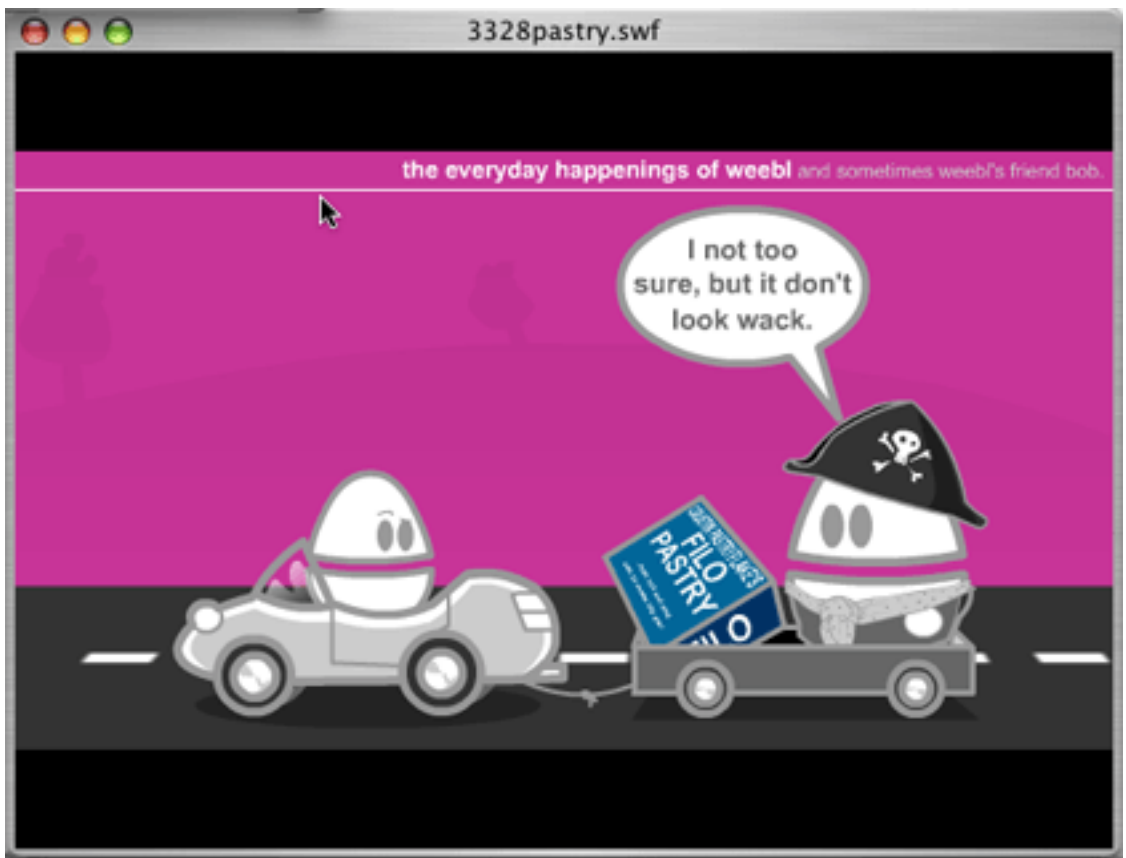 3328pastry.swf
the everyday happenings of weebl and sometimes weebl's friend bob.
I not too
sure, but it don't
look wack.
FILO
PASTRY